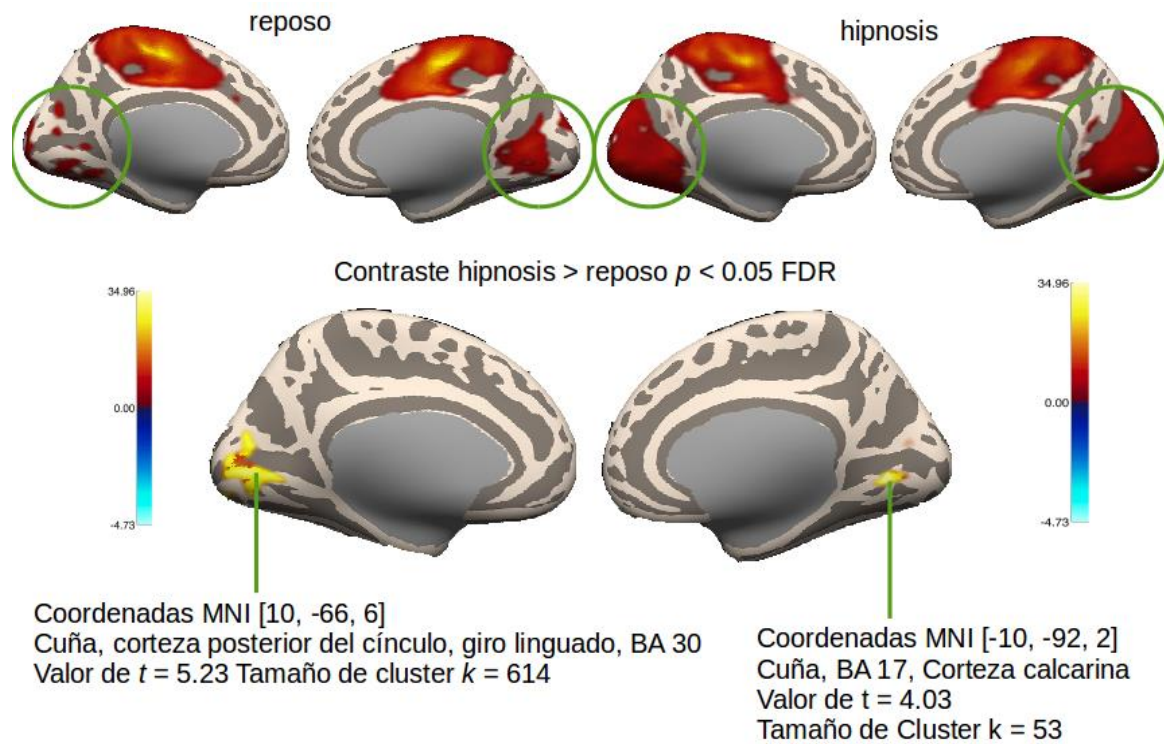 reposo
hipnosis
Contraste hipnosis > reposo p < 0.05 FDR
34.96
0.00
-4.73
34.96
0.00
-4.73
Coordenadas MNI [10, -66, 6]
Cuña, corteza posterior del cínculo, giro linguado, BA 30
Valor de t = 5.23 Tamaño de cluster k = 614
Coordenadas MNI [-10, -92, 2]
Cuña, BA 17, Corteza calcarina
Valor de t = 4.03
Tamaño de Cluster k = 53